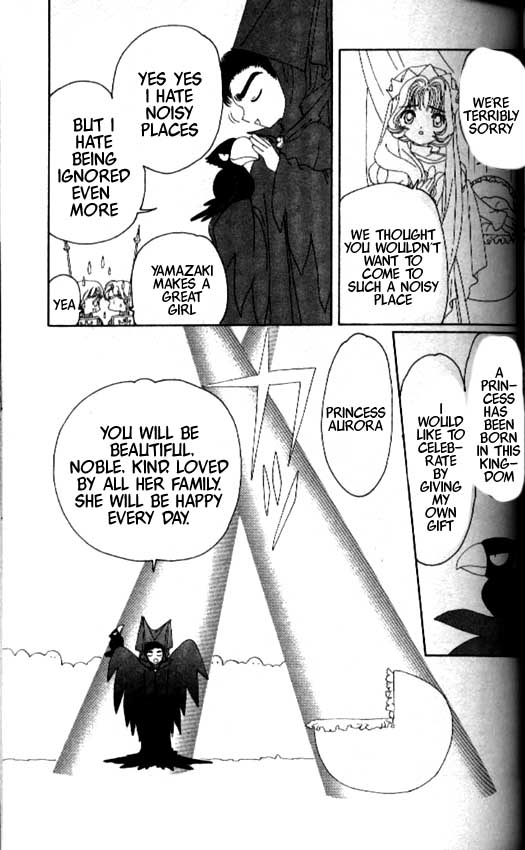 WERE
TERRIBLY
SORRY
WE THOUGHT
YOU WOULDN'T
WANT TO
COME TO
SUCH A NOISY
PLACE
YES YES
I HATE
NOISY
PLACES
BUT I
HATE
BEING
IGNORED
EVEN
MORE
YAMAZAKI
MAKES A
GREAT
GIRL
YEA
A
PRIN-
CESS
HAS
BEEN
BORN
IN THIS
KING-
DOM
I
WOULD
LIKE TO
CELEB-
RATE
BY
GIVING
MY
OWN
GIFT
PRINCESS
AURORA
YOU WILL BE
BEAUTIFUL.
NOBLE. KIND. LOVED
BY ALL HER FAMILY.
SHE WILL BE HAPPY
EVERY DAY.